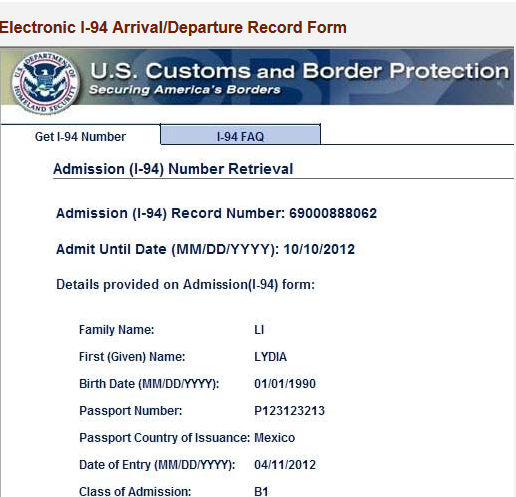 Electronic I-94 Arrival/Departure Record Form
U.S. Customs and Border Protection
Securing America's Borders
Get I-94 Number
I-94 FAQ
Admission (I-94) Number Retrieval
Admission (I-94) Record Number: 69000888062
Admit Until Date (MM/DD/YYYY): 10/10/2012
Details provided on Admission(I-94) form:
Family Name: LI
First (Given) Name: LYDIA
Birth Date (MM/DD/YYYY): 01/01/1990
Passport Number: P123123213
Passport Country of Issuance: Mexico
Date of Entry (MM/DD/YYYY): 04/11/2012
Class of Admission: B1